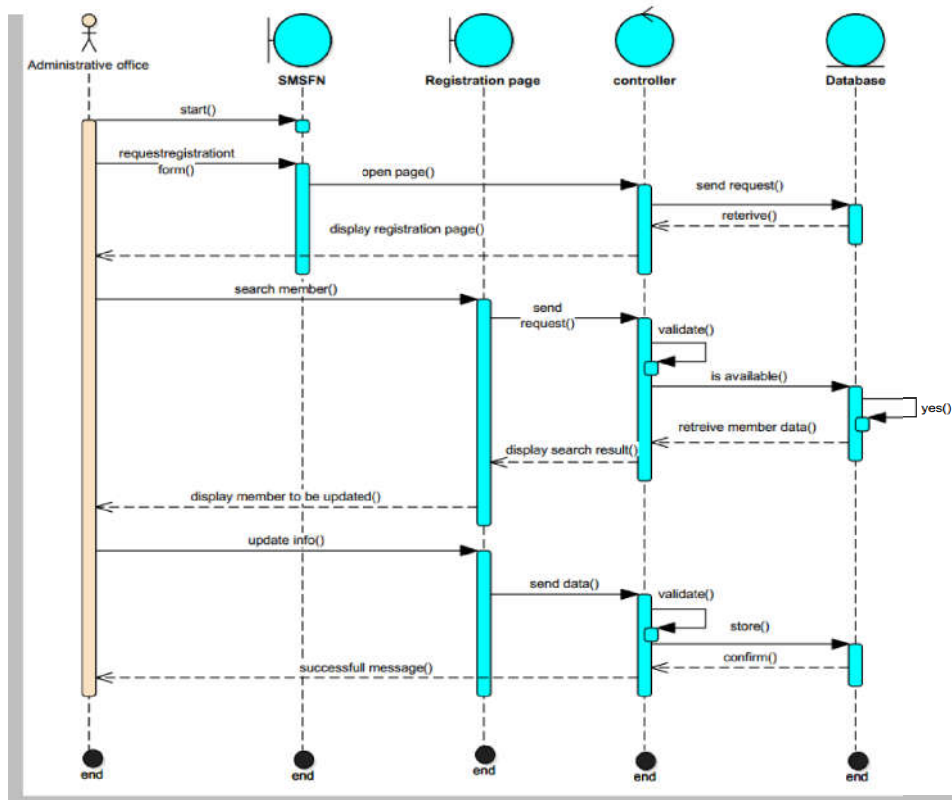 Administrative office
SMSFN
Registration page
controller
Database
start()
requestregistrationt
form()
open page()
send request()
reterive()
display registration page()
search member()
send
request()
validate()
is available()
yes()
retreive member data()
display search result()
display member to be updated()
update info()
send data()
validate()
store()
confirm()
successfull message()
end
end
end
end
end